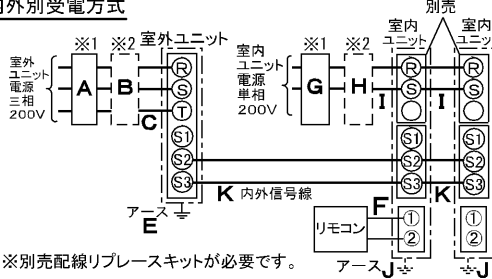 内外別受電方式
別売
※1
※2
室外ユニット
室内
ユニット
電源
単相
200V
※1
※2
室内
ユニット
室内
ユニット
室外
ユニット
電源
三相
200V
A
B
C
R
S
T
S1
S2
S3
G
H
I
R
S
S1
S2
S3
I
R
S
S1
S2
S3
K 内外信号線
K
アース
E
リモコン
F
①
②
①
②
アース J
J
※別売配線リプレースキットが必要です。